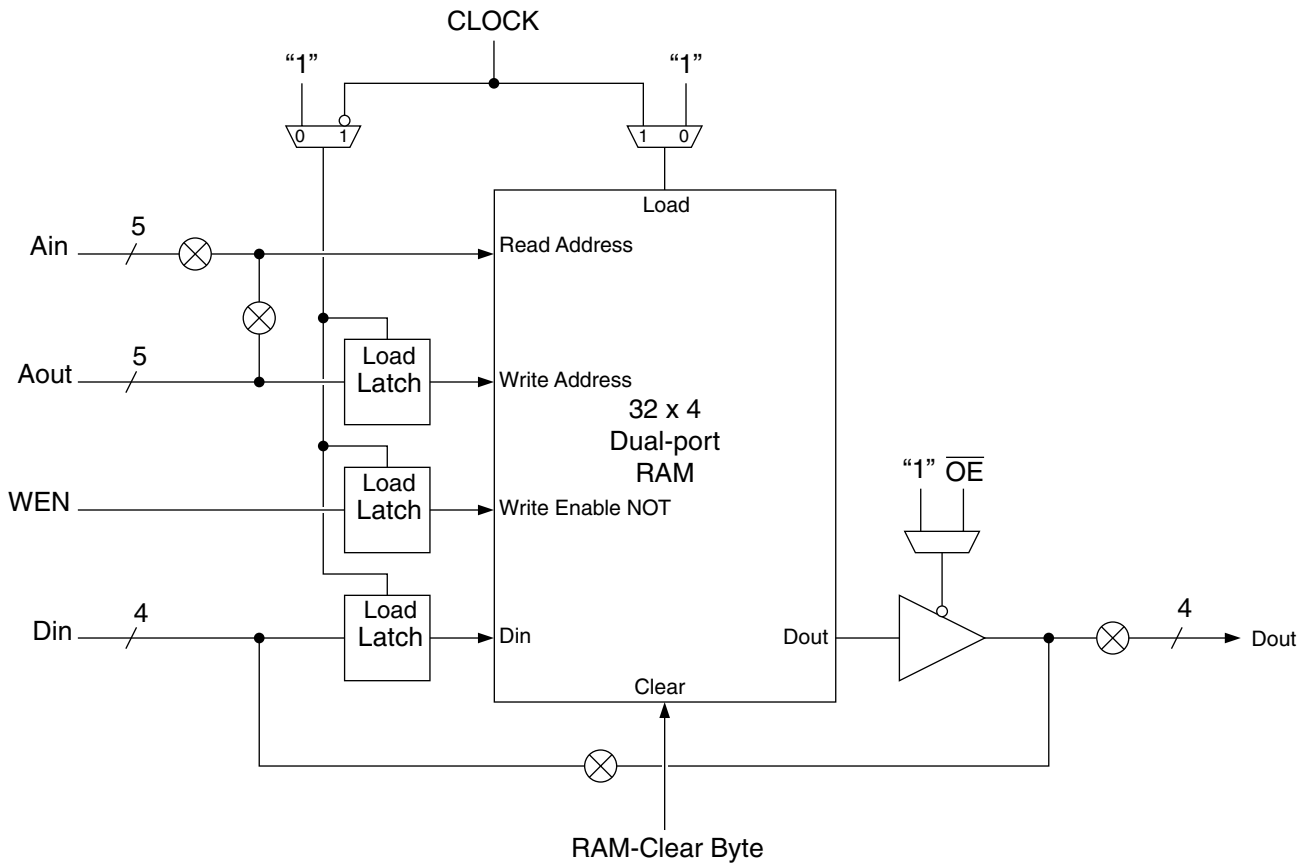 CLOCK
“1”
“1”
0 1
1 0
Load
Ain
5
Read Address
Aout
5
Load
Latch
Write Address
32 x 4
Dual-port
RAM
WEN
Load
Latch
Write Enable NOT
“1” OE
Din
4
Load
Latch
Din
Dout
4
Dout
Clear
RAM-Clear Byte